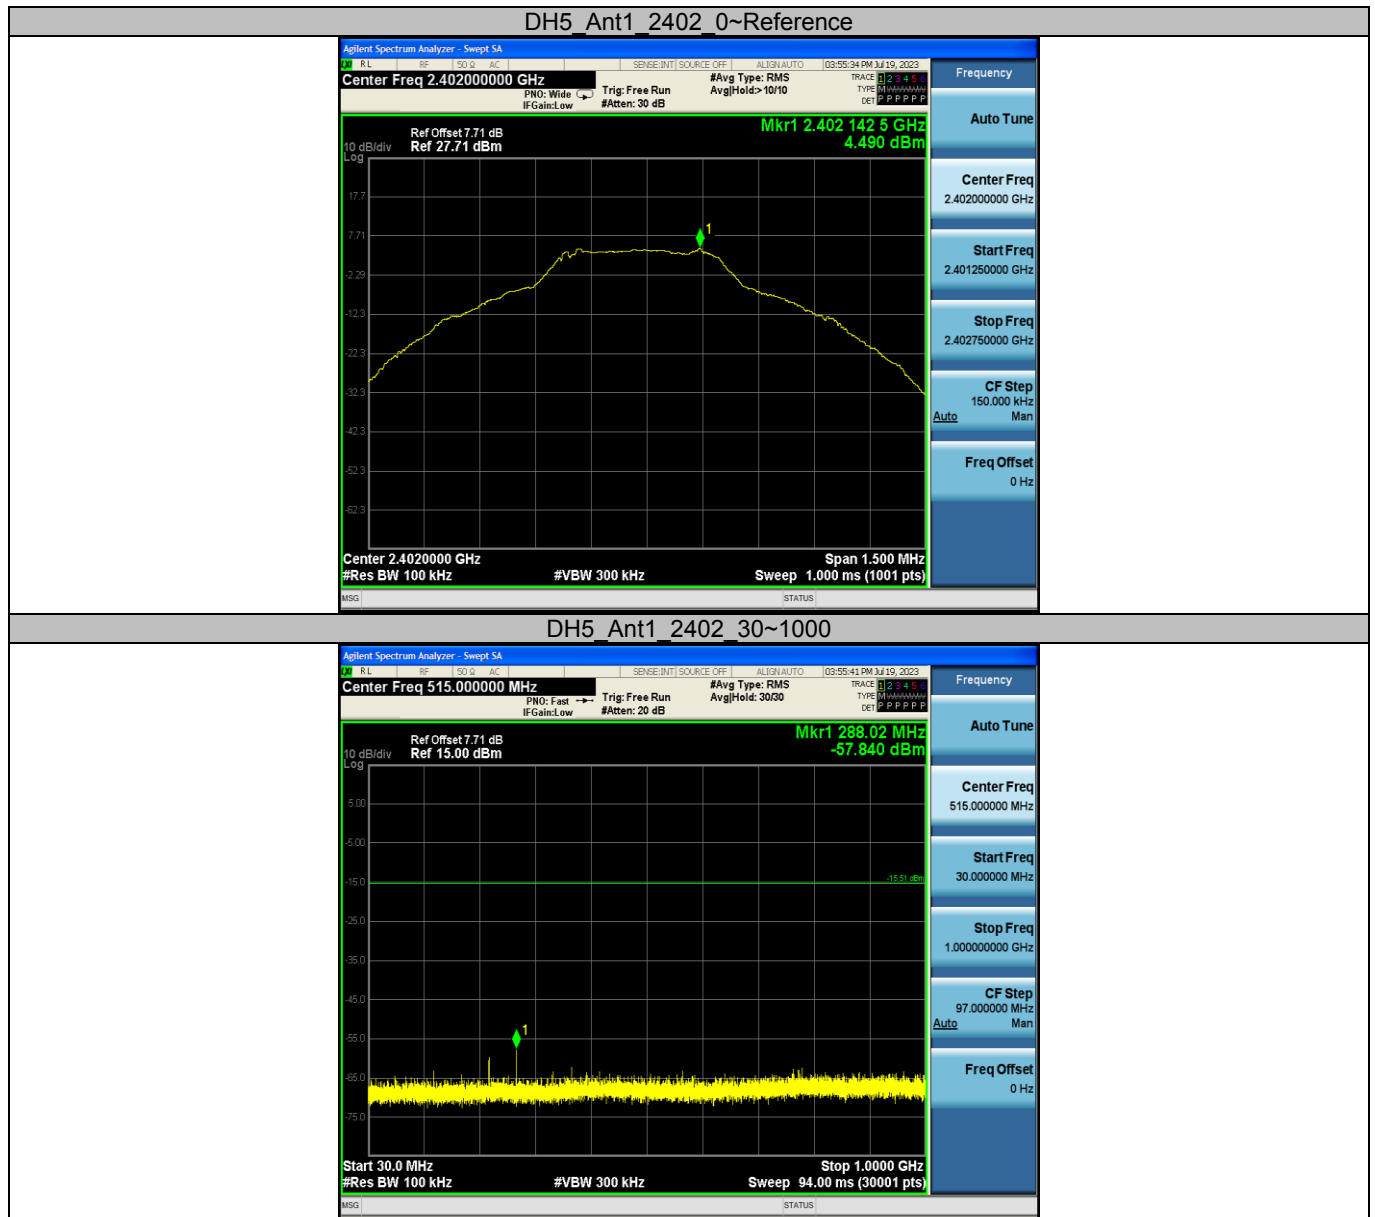 DH5_Ant1_2402_0~Reference
Agilent Spectrum Analyzer - Swept SA
RL RF 50 Ω AC SENSE:INT SOURCE OFF ALIGN AUTO 03:55:34 PM Jul 19, 2023
Center Freq 2.402000000 GHz
PNO: Wide
IFGain:Low
Trig: Free Run
#Atten: 30 dB
#Avg Type: RMS
Avg|Hold:>10/10
TRACE 1 2 3 4 5 6
TYPE M
DET P P P P P P
Frequency
Auto Tune
Center Freq
2.402000000 GHz
Start Freq
2.401250000 GHz
Stop Freq
2.402750000 GHz
CF Step
150.000 kHz
Auto Man
Freq Offset
0 Hz
Mkr1 2.402 142 5 GHz
4.490 dBm
Ref Offset 7.71 dB
10 dB/div Ref 27.71 dBm
Log
17.7
7.71
-2.29
-12.3
-22.3
-32.3
-42.3
-52.3
-62.3
1
Center 2.4020000 GHz Span 1.500 MHz
#Res BW 100 kHz #VBW 300 kHz Sweep 1.000 ms (1001 pts)
MSG STATUS
DH5_Ant1_2402_30~1000
Agilent Spectrum Analyzer - Swept SA
RL RF 50 Ω AC SENSE:INT SOURCE OFF ALIGN AUTO 03:55:41 PM Jul 19, 2023
Center Freq 515.000000 MHz
PNO: Fast
IFGain:Low
Trig: Free Run
#Atten: 20 dB
#Avg Type: RMS
Avg|Hold: 30/30
TRACE 1 2 3 4 5 6
TYPE M
DET P P P P P P
Frequency
Auto Tune
Center Freq
515.000000 MHz
Start Freq
30.000000 MHz
Stop Freq
1.000000000 GHz
CF Step
97.000000 MHz
Auto Man
Freq Offset
0 Hz
Mkr1 288.02 MHz
-57.840 dBm
Ref Offset 7.71 dB
10 dB/div Ref 15.00 dBm
Log
5.00
-5.00
-15.0
-25.0
-35.0
-45.0
-55.0
-65.0
-75.0
-15.51 dBm
1
Start 30.0 MHz Stop 1.0000 GHz
#Res BW 100 kHz #VBW 300 kHz Sweep 94.00 ms (30001 pts)
MSG STATUS